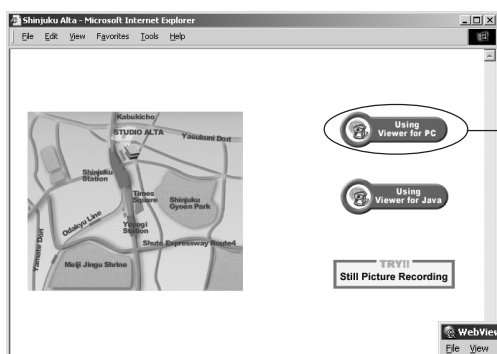 Shinjuku Alta - Microsoft Internet Explorer
File Edit View Favorites Tools Help
Kabukicho
STUDIO ALTA
Yasukuni Dori
Shinjuku
Station
Times
Square
Shinjuku
Gyoen Park
Odakyu Line
Yoyogi
Station
Yamate Dori
Shuto Expressway Route4
Meiji Jingu Shrine
Using
Viewer for PC
Using
Viewer for Java
TRY!!
Still Picture Recording
WebView
File View